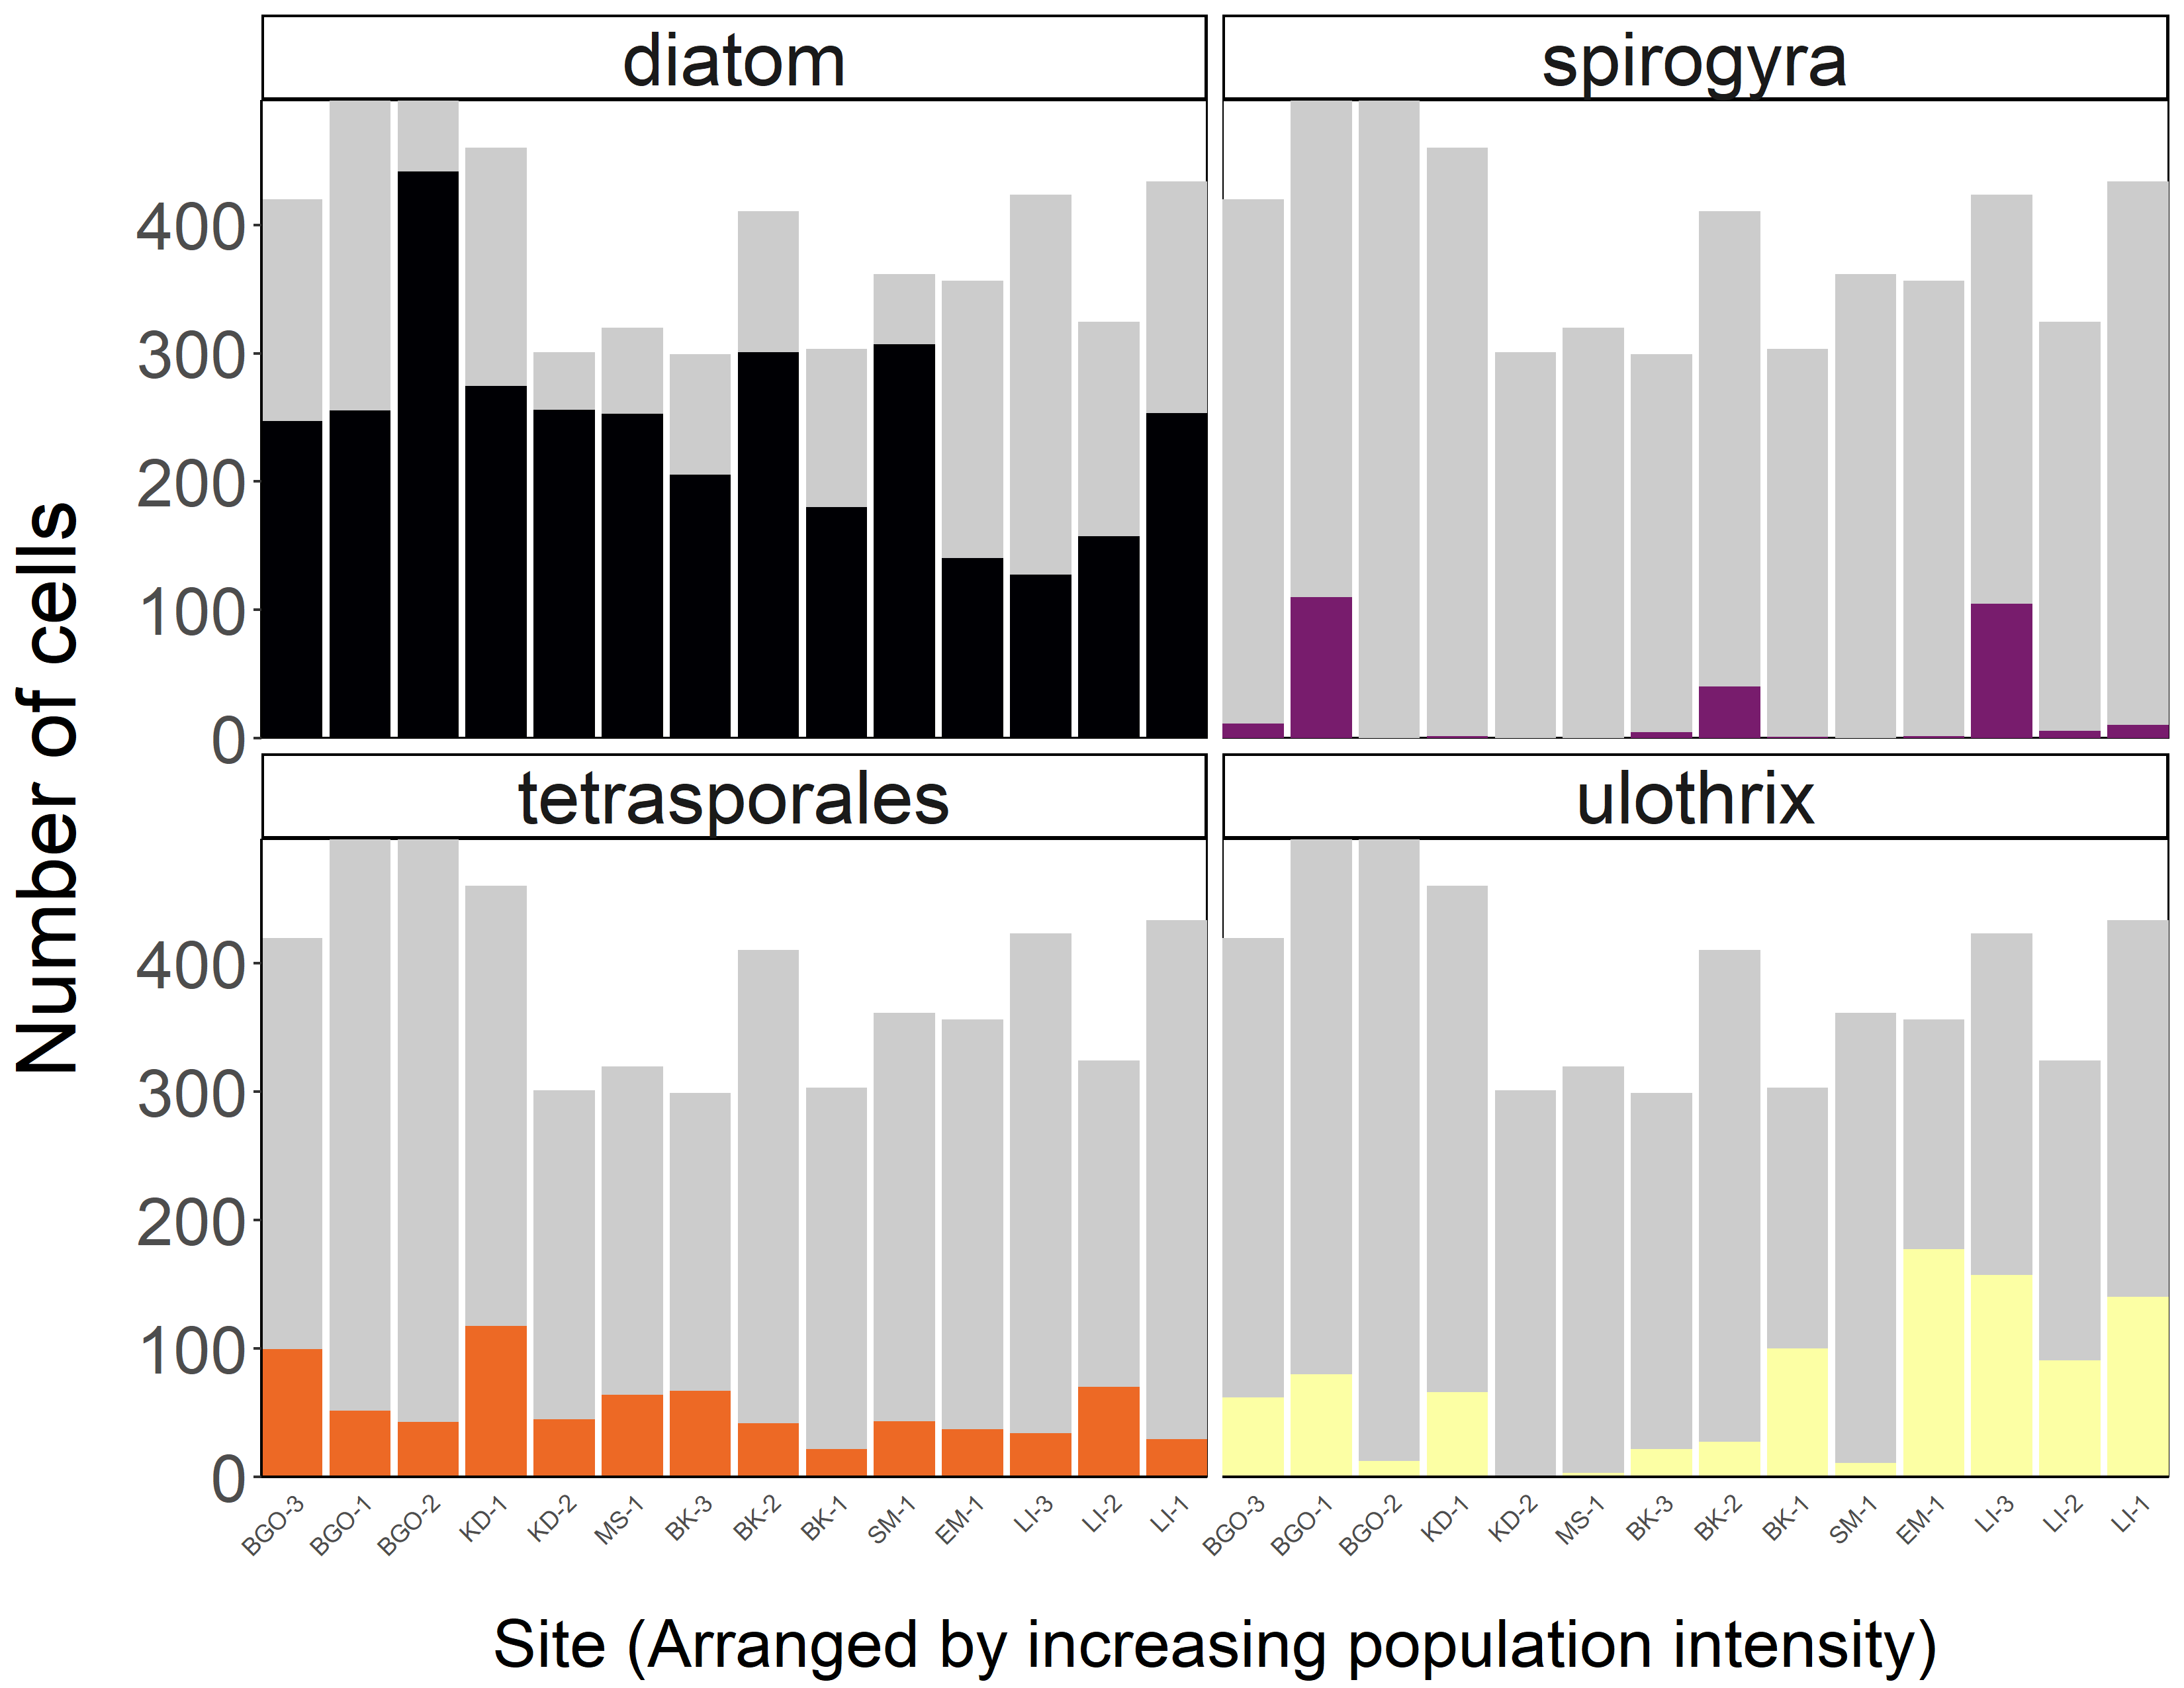 diatom
spirogyra
400
300
200
100
0
tetrasporales
ulothrix
400
300
200
100
0
BGO-3 BGO-1 BGO-2 KD-1 KD-2 MS-1 BK-3 BK-2 BK-1 SM-1 EM-1 LI-3 LI-2 LI-1
BGO-3 BGO-1 BGO-2 KD-1 KD-2 MS-1 BK-3 BK-2 BK-1 SM-1 EM-1 LI-3 LI-2 LI-1
Number of cells
Site (Arranged by increasing population intensity)